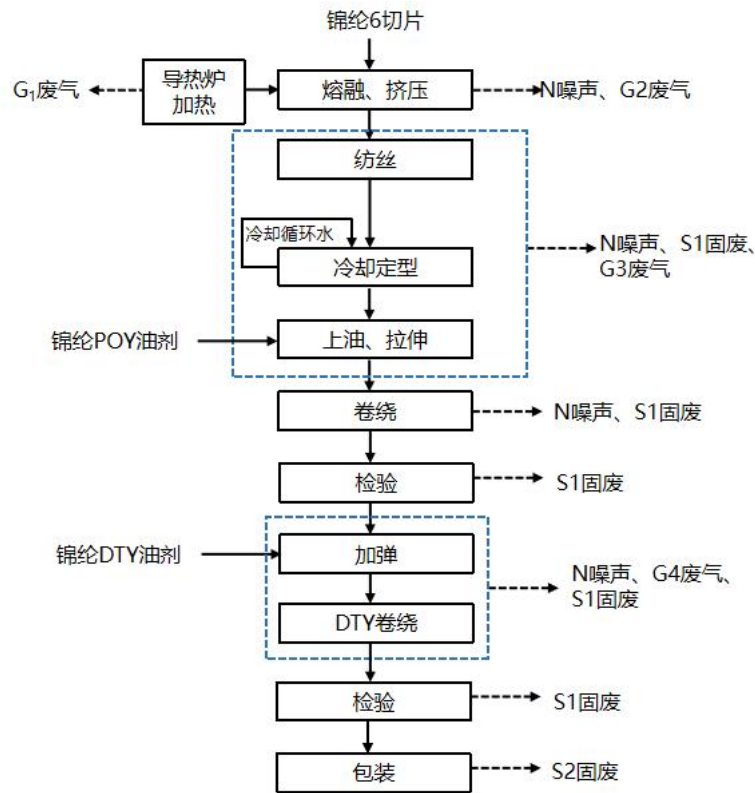 锦纶6切片
G₁废气
导热炉
加热
熔融、挤压
N噪声、G2废气
纺丝
冷却循环水
冷却定型
N噪声、S1固废、
G3废气
锦纶POY油剂
上油、拉伸
卷绕
N噪声、S1固废
检验
S1固废
锦纶DTY油剂
加弹
DTY卷绕
N噪声、G4废气、
S1固废
检验
S1固废
包装
S2固废